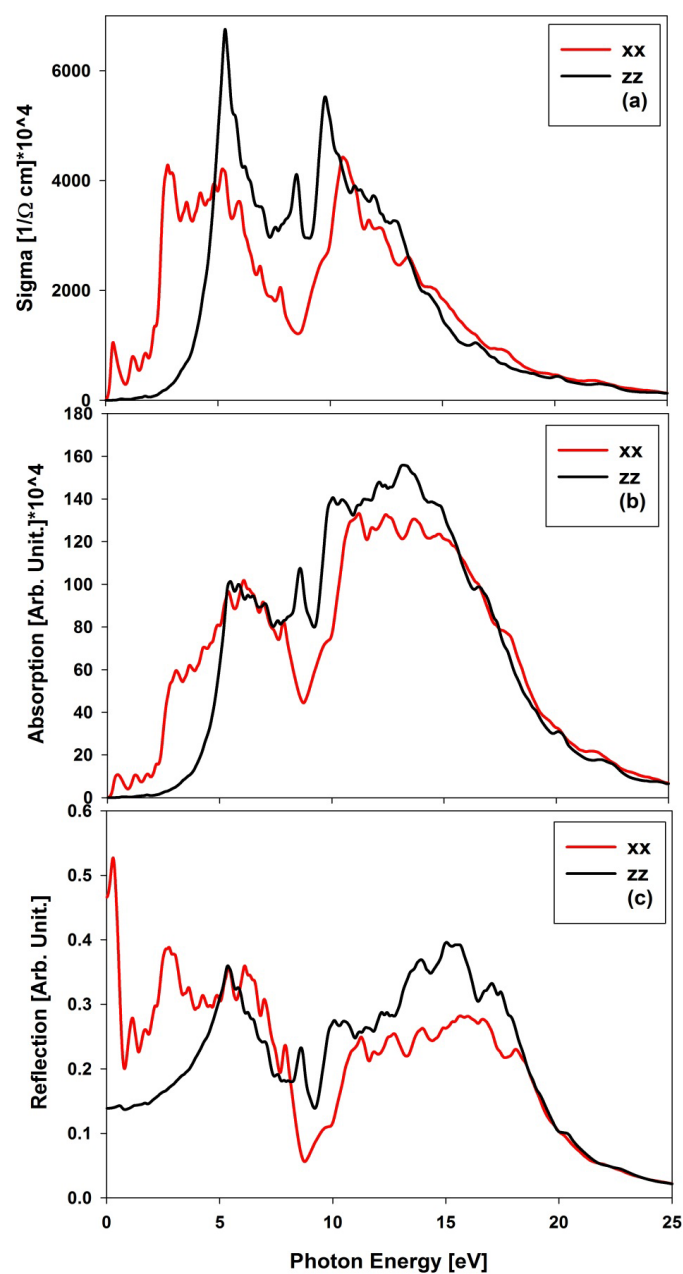 xx
zz
(a)
6000
4000
2000
0
Sigma [1/Ω cm]*10^4
xx
zz
(b)
180
160
140
120
100
80
60
40
20
0
Absorption [Arb. Unit.]*10^4
xx
zz
(c)
0.6
0.5
0.4
0.3
0.2
0.1
0.0
Reflection [Arb. Unit.]
0 5 10 15 20 25
Photon Energy [eV]